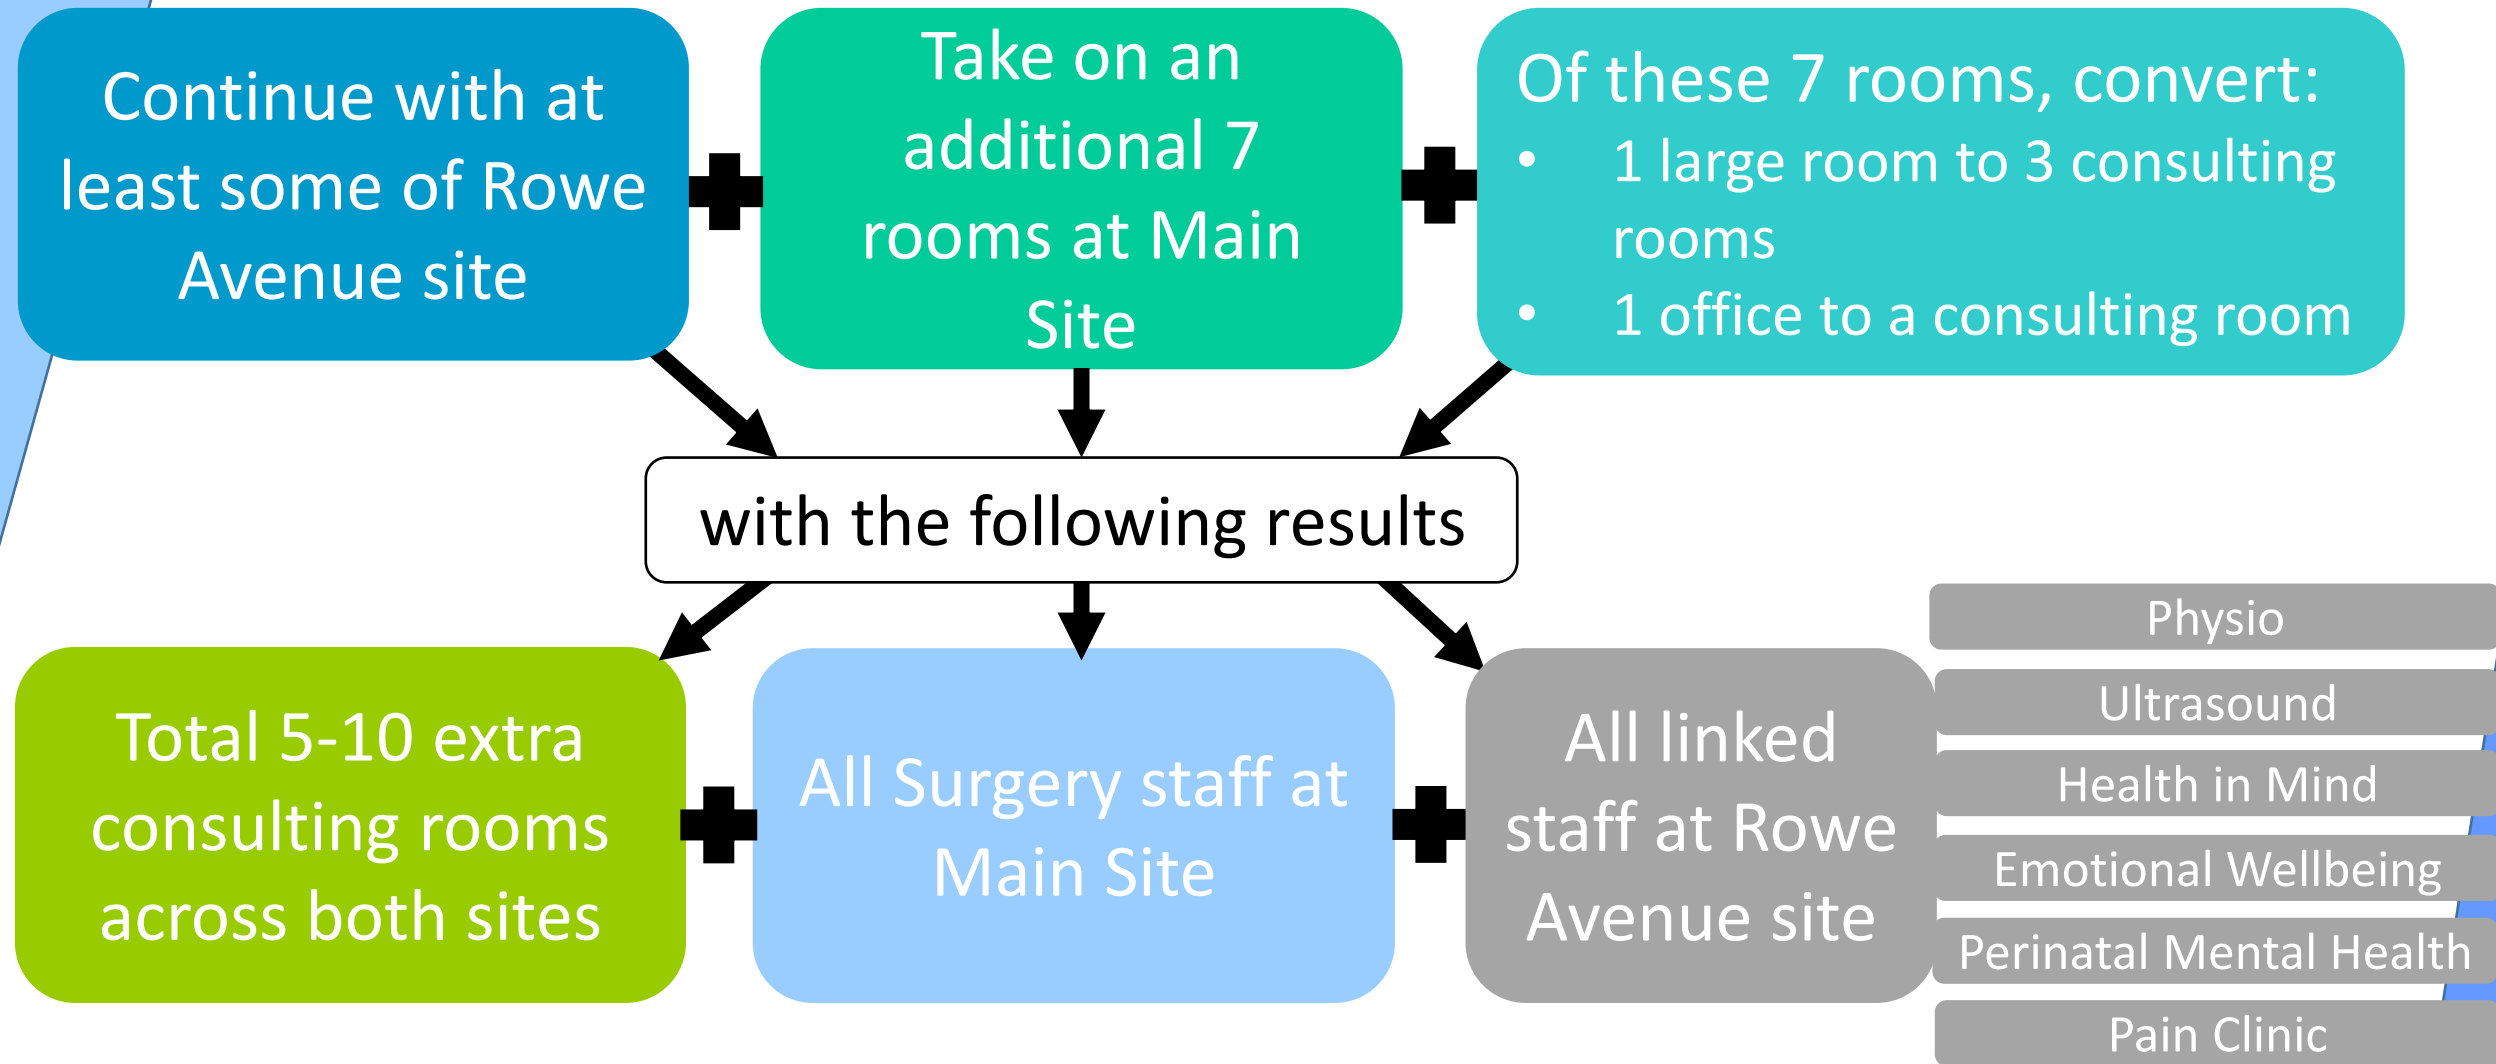 Continue with at
least some of Rowe
Avenue site
Take on an
additional 7
rooms at Main
Site
Of these 7 rooms, convert:
• 1 large room to 3 consulting
rooms
• 1 office to a consulting room
with the following results
Total 5-10 extra
consulting rooms
across both sites
All Surgery staff at
Main Site
All linked
staff at Rowe
Avenue site
Physio
Ultrasound
Health in Mind
Emotional Wellbeing
Perinatal Mental Health
Pain Clinic